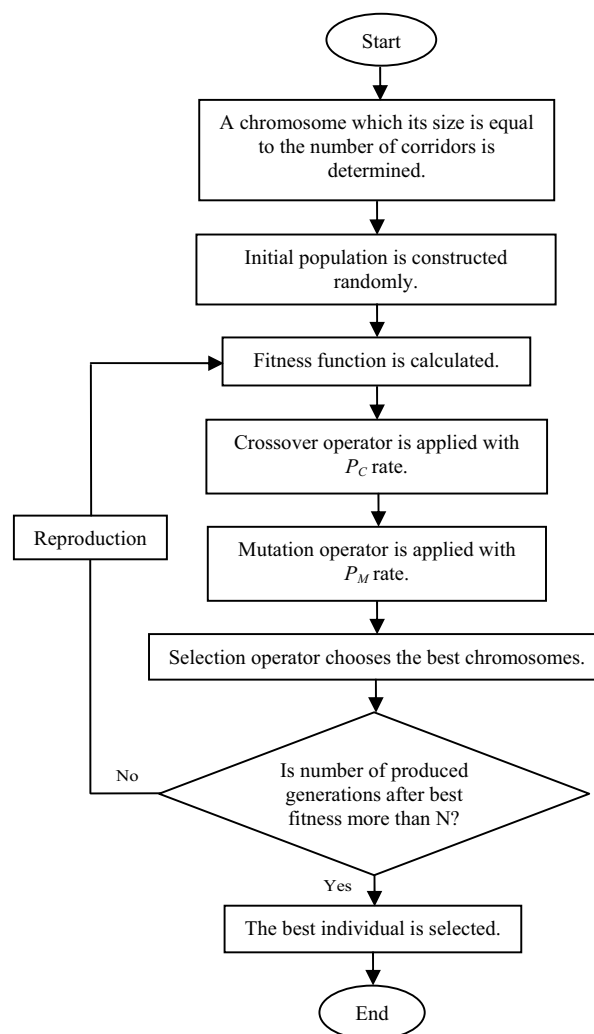 Start
A chromosome which its size is equal
to the number of corridors is
determined.
Initial population is constructed
randomly.
Fitness function is calculated.
Crossover operator is applied with
P_C rate.
Reproduction
Mutation operator is applied with
P_M rate.
Selection operator chooses the best chromosomes.
No
Is number of produced
generations after best
fitness more than N?
Yes
The best individual is selected.
End